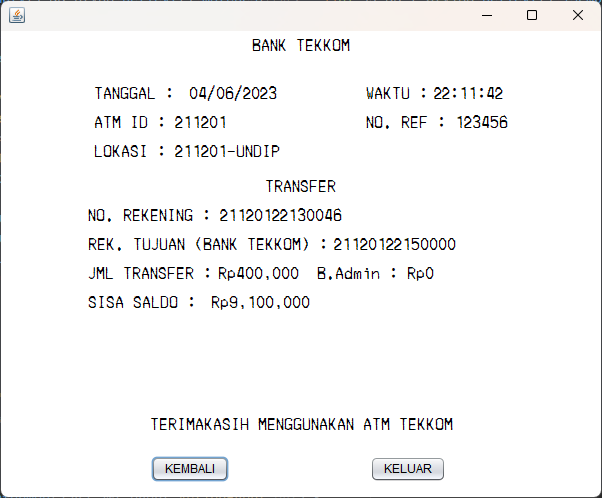 BANK TEKKOM
TANGGAL : 04/06/2023 WAKTU : 22:11:42
ATM ID : 211201 NO. REF : 123456
LOKASI : 211201-UNDIP
TRANSFER
NO. REKENING : 21120122130046
REK. TUJUAN (BANK TEKKOM) : 21120122150000
JML TRANSFER : Rp400,000 B.Admin : Rp0
SISA SALDO : Rp9,100,000
TERIMAKASIH MENGGUNAKAN ATM TEKKOM
KEMBALI KELUAR